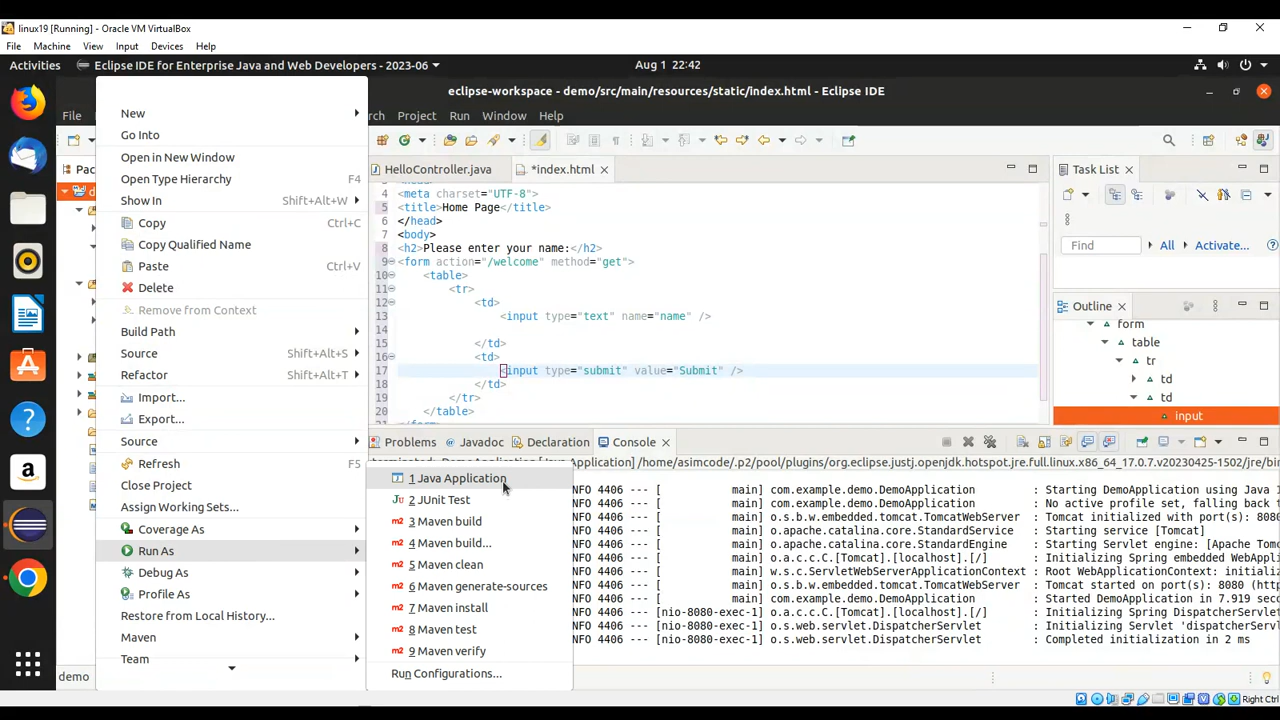 linux19 [Running] - Oracle VM VirtualBox
File Machine View Input Devices Help
Activities Eclipse IDE for Enterprise Java and Web Developers - 2023-06 Aug 1 22:42
eclipse-workspace - demo/src/main/resources/static/index.html - Eclipse IDE
File rch Project Run Window Help
Pac HelloController.java *index.html Task List
New
Go Into
Open in New Window
Open Type Hierarchy F4
Show In Shift+Alt+W
Copy Ctrl+C
Copy Qualified Name
Paste Ctrl+V
Delete
Remove from Context
Build Path
Source Shift+Alt+S
Refactor Shift+Alt+T
Import...
Export...
Source
Refresh F5
Close Project
Assign Working Sets...
Coverage As
Run As
Debug As
Profile As
Restore from Local History...
Maven
Team
demo
1 Java Application
2 JUnit Test
3 Maven build
4 Maven build...
5 Maven clean
6 Maven generate-sources
7 Maven install
8 Maven test
9 Maven verify
Run Configurations...
4 <meta charset="UTF-8">
5 <title>Home Page</title>
6 </head>
7 <body>
8 <h2>Please enter your name:</h2>
9 <form action="/welcome" method="get">
10 <table>
11 <tr>
12 <td>
13 <input type="text" name="name" />
14
15 </td>
16 <td>
17 <input type="submit" value="Submit" />
18 </td>
19 </tr>
20 </table>
Find All Activate...
Outline
form
table
tr
td
td
input
Problems Javadoc Declaration Console
[Java Application] /home/asimcode/.p2/pool/plugins/org.eclipse.justj.openjdk.hotspot.jre.full.linux.x86_64_17.0.7.v20230425-1502/jre/bin
NFO 4406 --- [ main] com.example.demo.DemoApplication : Starting DemoApplication using Java 1
NFO 4406 --- [ main] com.example.demo.DemoApplication : No active profile set, falling back t
NFO 4406 --- [ main] o.s.b.w.embedded.tomcat.TomcatWebServer : Tomcat initialized with port(s): 8080
NFO 4406 --- [ main] o.apache.catalina.core.StandardService : Starting service [Tomcat]
NFO 4406 --- [ main] o.apache.catalina.core.StandardEngine : Starting Servlet engine: [Apache Tom
NFO 4406 --- [ main] o.a.c.c.C.[Tomcat].[localhost].[/] : Initializing Spring embedded WebAppl
NFO 4406 --- [ main] w.s.c.ServletWebServerApplicationContext : Root WebApplicationContext: initiali
NFO 4406 --- [ main] o.s.b.w.embedded.tomcat.TomcatWebServer : Tomcat started on port(s): 8080 (http
NFO 4406 --- [ main] com.example.demo.DemoApplication : Started DemoApplication in 7.919 seco
NFO 4406 --- [nio-8080-exec-1] o.a.c.c.C.[Tomcat].[localhost].[/] : Initializing Spring DispatcherServlet
NFO 4406 --- [nio-8080-exec-1] o.s.web.servlet.DispatcherServlet : Initializing Servlet 'dispatcherServl
NFO 4406 --- [nio-8080-exec-1] o.s.web.servlet.DispatcherServlet : Completed initialization in 2 ms
Right Ctrl